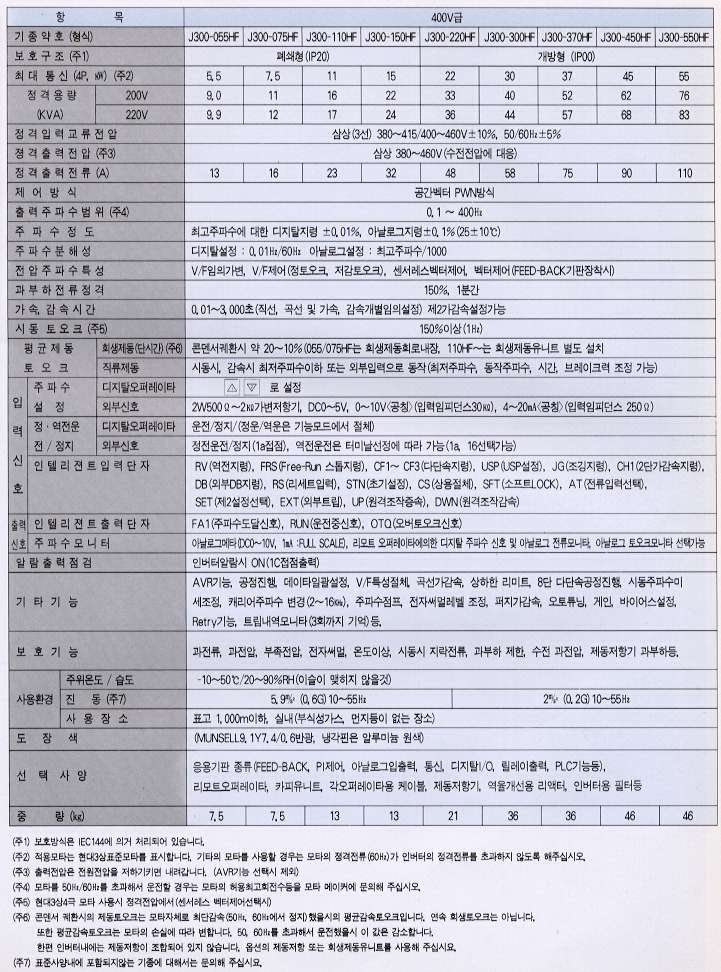 항 목 400V급
기 종 약 호 (형식) J300-055HF J300-075HF J300-110HF J300-150HF J300-220HF J300-300HF J300-370HF J300-450HF J300-550HF
보 호 구 조 (주1) 폐쇄형(IP20) 개방형 (IP00)
최 대 통 신 (4P, ㎾) (주2) 5.5 7.5 11 15 22 30 37 45 55
정 격 용 량 200V 9.0 11 16 22 33 40 52 62 76
(KVA) 220V 9.9 12 17 24 36 44 57 68 83
정 격 입 력 교 류 전 압 삼상(3선) 380~415/400~460V±10%, 50/60Hz±5%
정 격 출 력 전 압 (주3) 삼상 380~460V(수전전압에 대응)
정 격 출 력 전 류 (A) 13 16 23 32 48 58 75 90 110
제 어 방 식 공간벡터 PWN방식
출 력 주 파 수 범 위 (주4) 0.1 ~ 400Hz
주 파 수 정 도 최고주파수에 대한 디지탈지령 ±0.01%, 아날로그지령±0.1%(25±10℃)
주 파 수 분 해 성 디지탈설정 : 0.01Hz/60Hz 아날로그설정 : 최고주파수/1000
전 압 주 파 수 특 성 V/F임의가변, V/F제어(정토오크, 저감토오크), 센서레스벡터제어, 벡터제어(FEED-BACK기판장착시)
과 부 하 전 류 정 격 150%, 1분간
가 속, 감 속 시 간 0.01~3,000초(직선, 곡선 및 가속, 감속개별임의설정) 제2가감속설정가능
시 동 토 오 크 (주5) 150%이상(1Hz)
평 균 제 동 회생제동(단시간) (주6) 콘덴서궤환시 약 20~10%(055/075HF는 회생제동회로내장, 110HF~는 회생제동유니트 별도 설치
토 오 크 직류제동 시동시, 감속시 최저주파수이하 또는 외부입력으로 동작(최저주파수, 동작주파수, 시간, 브레이크력 조정 가능)
입 력 신 호 주 파 수 디지탈오퍼레이타 △ ▽ 로 설정
설 정 외부신호 2W500Ω~2㏀가변저항기, DC0~5V, 0~10V(공칭)(입력임피던스30㏀), 4~20mA(공칭)(입력임피던스 250Ω)
정 · 역전운 디지탈오퍼레이타 운전/정지/(정운/역운은 기능모드에서 절체)
전 / 정지 외부신호 정전운전/정지(1a접점), 역전운전은 터미날선정에 따라 가능(1a, 16선택가능)
인 텔 리 젼 트 입 력 단 자 RV(역전지령), FRS(Free-Run 스톱지령), CF1~ CF3(다단속지령), USP(USP설정), JG(조깅지령), CH1(2단가감속지령),
DB(외부DB지령), RS(리세트입력), STN(초기설정), CS(상용절체), SFT(소프트LOCK), AT(전류입력선택),
SET(제2설정선택), EXT(외부트립), UP(원격조작증속), DWN(원격조작감속)
출력 인 텔 리 젼 트 출 력 단 자 FA1(주파수도달신호), RUN(운전중신호), OTQ(오버토오크신호)
신호 주 파 수 모 니 터 아날로그메타(DC0~10V, 1mA :FULL SCALE), 리모트 오퍼레이타에의한 디지탈 주파수 신호 및 아날로그 전류모니타, 아날로그 토오크모니타 선택가능
알 람 출 력 점 검 인버터알람시 ON(1C접점출력)
기 타 기 능 AVR기능, 공정진행, 데이타일괄설정, V/F특성절체, 곡선가감속, 상하한 리미트, 8단 다단속공정진행, 시동주파수미
세조정, 캐리어주파수 변경(2~16㎑), 주파수점프, 전자써멀레벨 조정, 퍼지가감속, 오토튜닝, 게인, 바이어스설정,
Retry기능, 트립내역모니타(3회까지 기억)등.
보 호 기 능 과전류, 과전압, 부족전압, 전자써멀, 온도이상, 시동시 지락전류, 과부하 제한, 수전 과전압, 제동저항기 과부하등.
사용환경 주위온도 / 습도 -10~50℃/20~90%RH(이슬이 맺히지 않을것)
진 동 (주7) 5.9㎨ (0.6G) 10~55Hz 2㎨ (0.2G) 10~55Hz
사 용 장 소 표고 1,000m이하, 실내(부식성가스, 먼지등이 없는 장소)
도 장 색 (MUNSELL9.1Y7.4/0.6반광, 냉각핀은 알루미늄 원색)
선 택 사 양 응용기판 종류(FEED-BACK, PI제어, 아날로그입출력, 통신, 디지탈I/O, 릴레이출력, PLC기능등),
리모트오퍼레이타, 카피유니트, 각오퍼레이타용 케이블, 제동저항기, 역율개선용 리액터, 인버터용 필터등
중 량 (kg) 7.5 7.5 13 13 21 36 36 46 46
(주1) 보호방식은 IEC144에 의거 처리되어 있습니다.
(주2) 적용모타는 현대3상표준모타를 표시합니다. 기타의 모타를 사용할 경우는 모타의 정격전류(60Hz)가 인버터의 정격전류를 초과하지 않도록 해주십시오.
(주3) 출력전압은 전원전압을 저하기키면 내려갑니다. (AVR기능 선택시 제외)
(주4) 모타를 50Hz/60Hz를 초과해서 운전할 경우는 모타의 허용최고회전수등을 모타 메이커에 문의해 주십시오.
(주5) 현대3상4극 모타 사용시 정격전압에서(센서레스 벡터제어선택시)
(주6) 콘덴서 궤환시의 제동토오크는 모타자체로 최단감속(50Hz, 60Hz에서 정지)했을시의 평균감속토오크입니다. 연속 회생토오크는 아닙니다.
또한 평균감속토오크는 모타의 손실에 따라 변합니다. 50, 60Hz를 초과해서 운전했을시 이 값은 감소합니다.
한편 인버터내에는 제동저항이 조합되어 있지 않습니다. 옵션의 제동저항 또는 회생제동유니트를 사용해 주십시요.
(주7) 표준사양내에 포함되지않는 기종에 대해서는 문의해 주십시요.